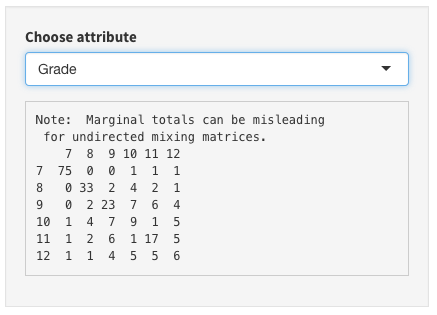 Choose attribute
Grade
Note:  Marginal totals can be misleading
 for undirected mixing matrices.
    7  8  9 10 11 12
7  75  0  0  1  1  1
8   0 33  2  4  2  1
9   0  2 23  7  6  4
10  1  4  7  9  1  5
11  1  2  6  1 17  5
12  1  1  4  5  5  6